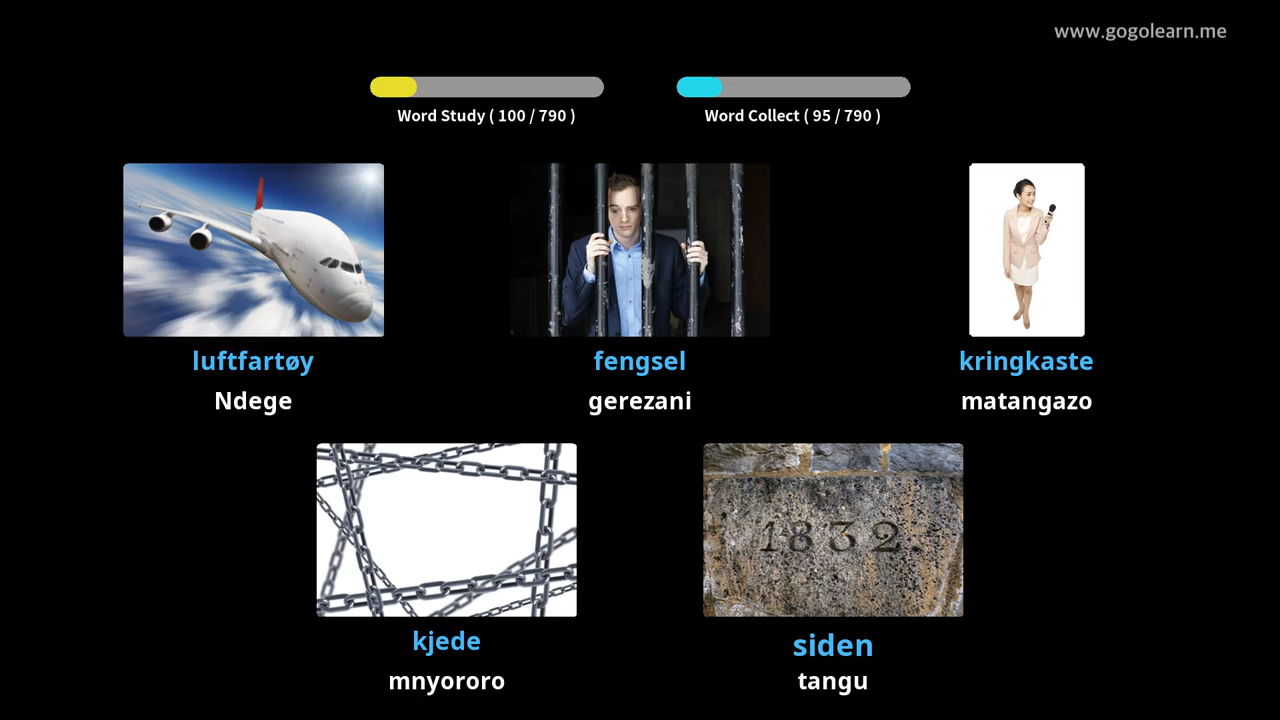 www.gogolearn.me
Word Study ( 100 / 790 )
Word Collect ( 95 / 790 )
luftfartøy
Ndege
fengsel
gerezani
kringkaste
matangazo
kjede
mnyororo
1832.
siden
tangu